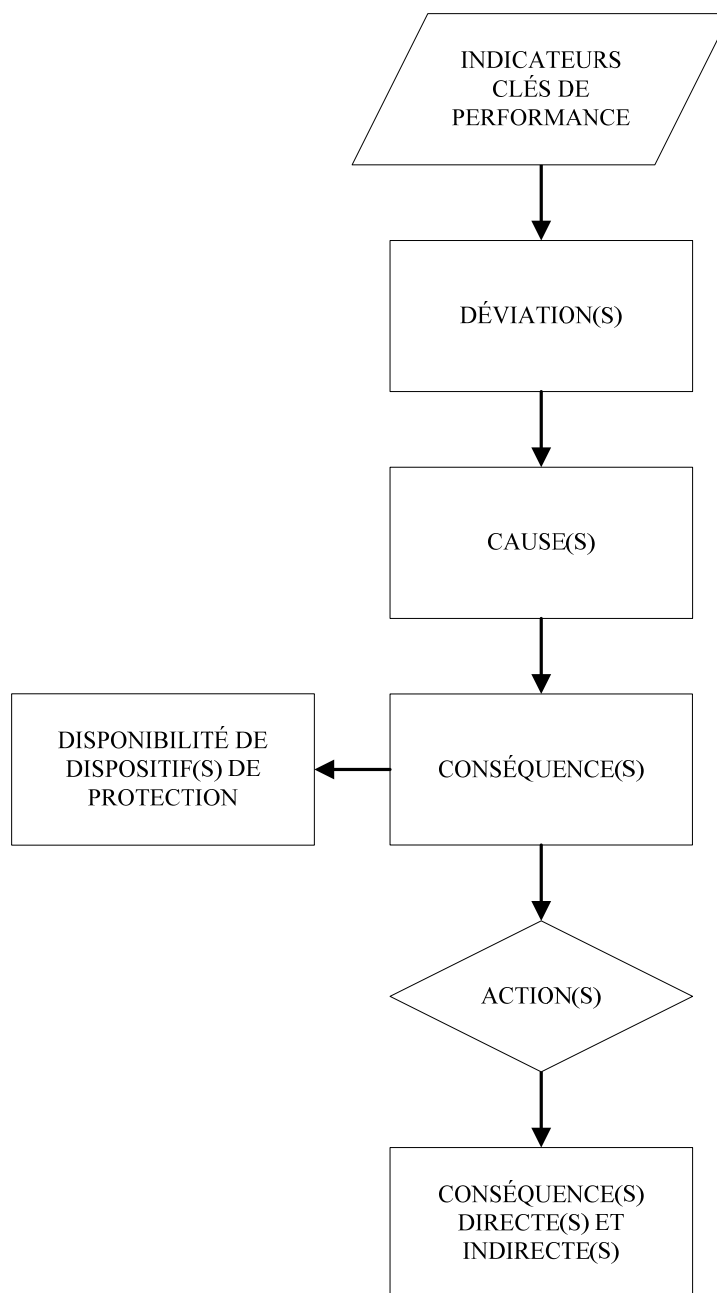 INDICATEURS
CLÉS DE
PERFORMANCE
DÉVIATION(S)
CAUSE(S)
DISPONIBILITÉ DE
DISPOSITIF(S) DE
PROTECTION
CONSÉQUENCE(S)
ACTION(S)
CONSÉQUENCE(S)
DIRECTE(S) ET
INDIRECTE(S)